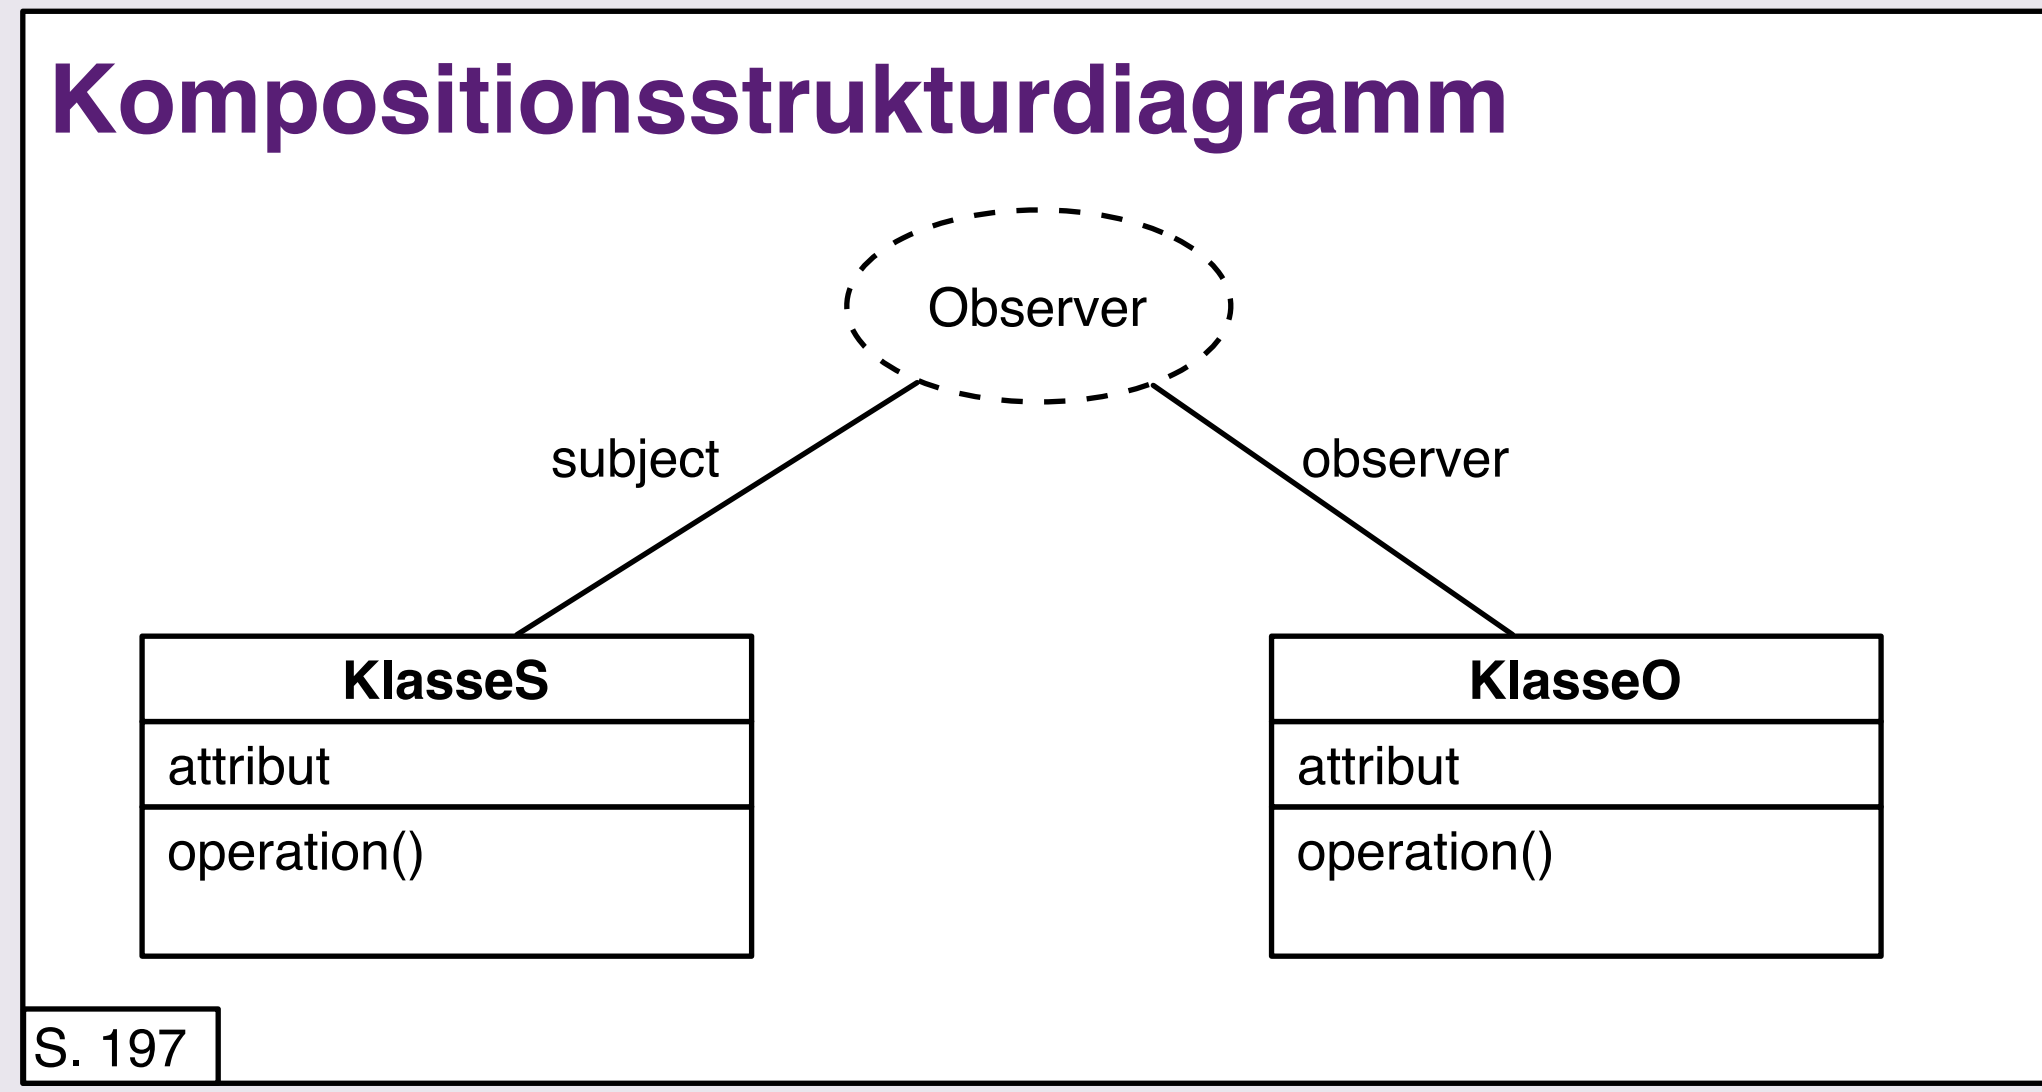 Kompositionsstrukturdiagramm
Observer
subject
observer
KlasseS
attribut
operation()
KlasseO
attribut
operation()
S. 197